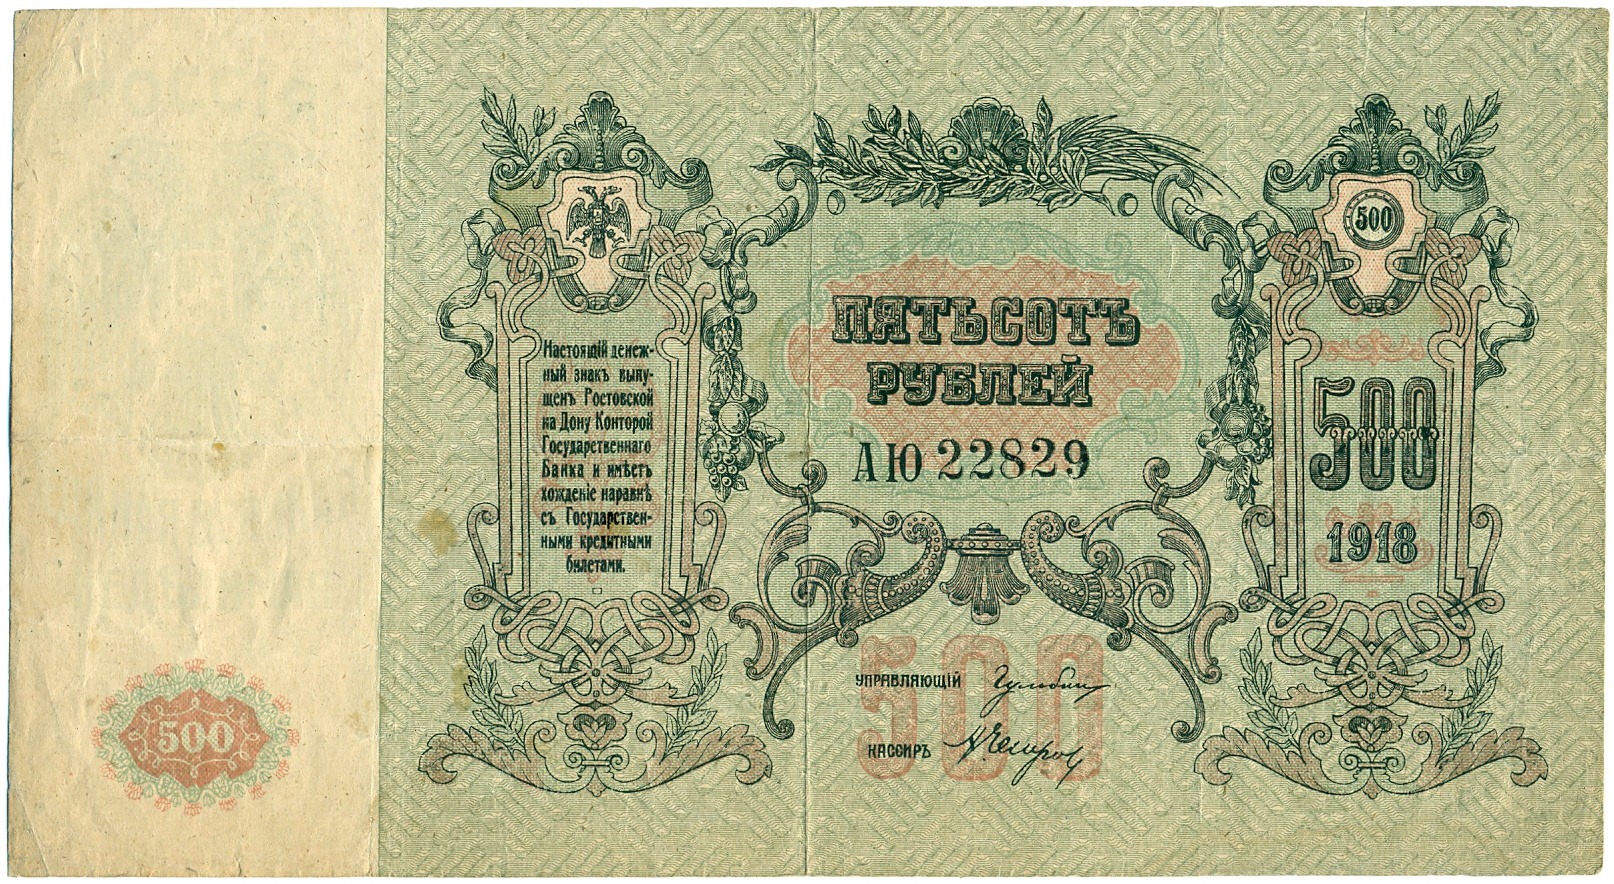 500
Настоящій денеж-
ный знакъ выпу-
щенъ Ростовской
на Дону Конторой
Государственнаго
Банка и имѣетъ
хожденіе наравнѣ
съ Государствен-
ными кредитными
билетами.
ПЯТЬСОТЪ
РУБЛЕЙ
АЮ 22829
500
1918
500
УПРАВЛЯЮЩІЙ
КАССИРЪ
500